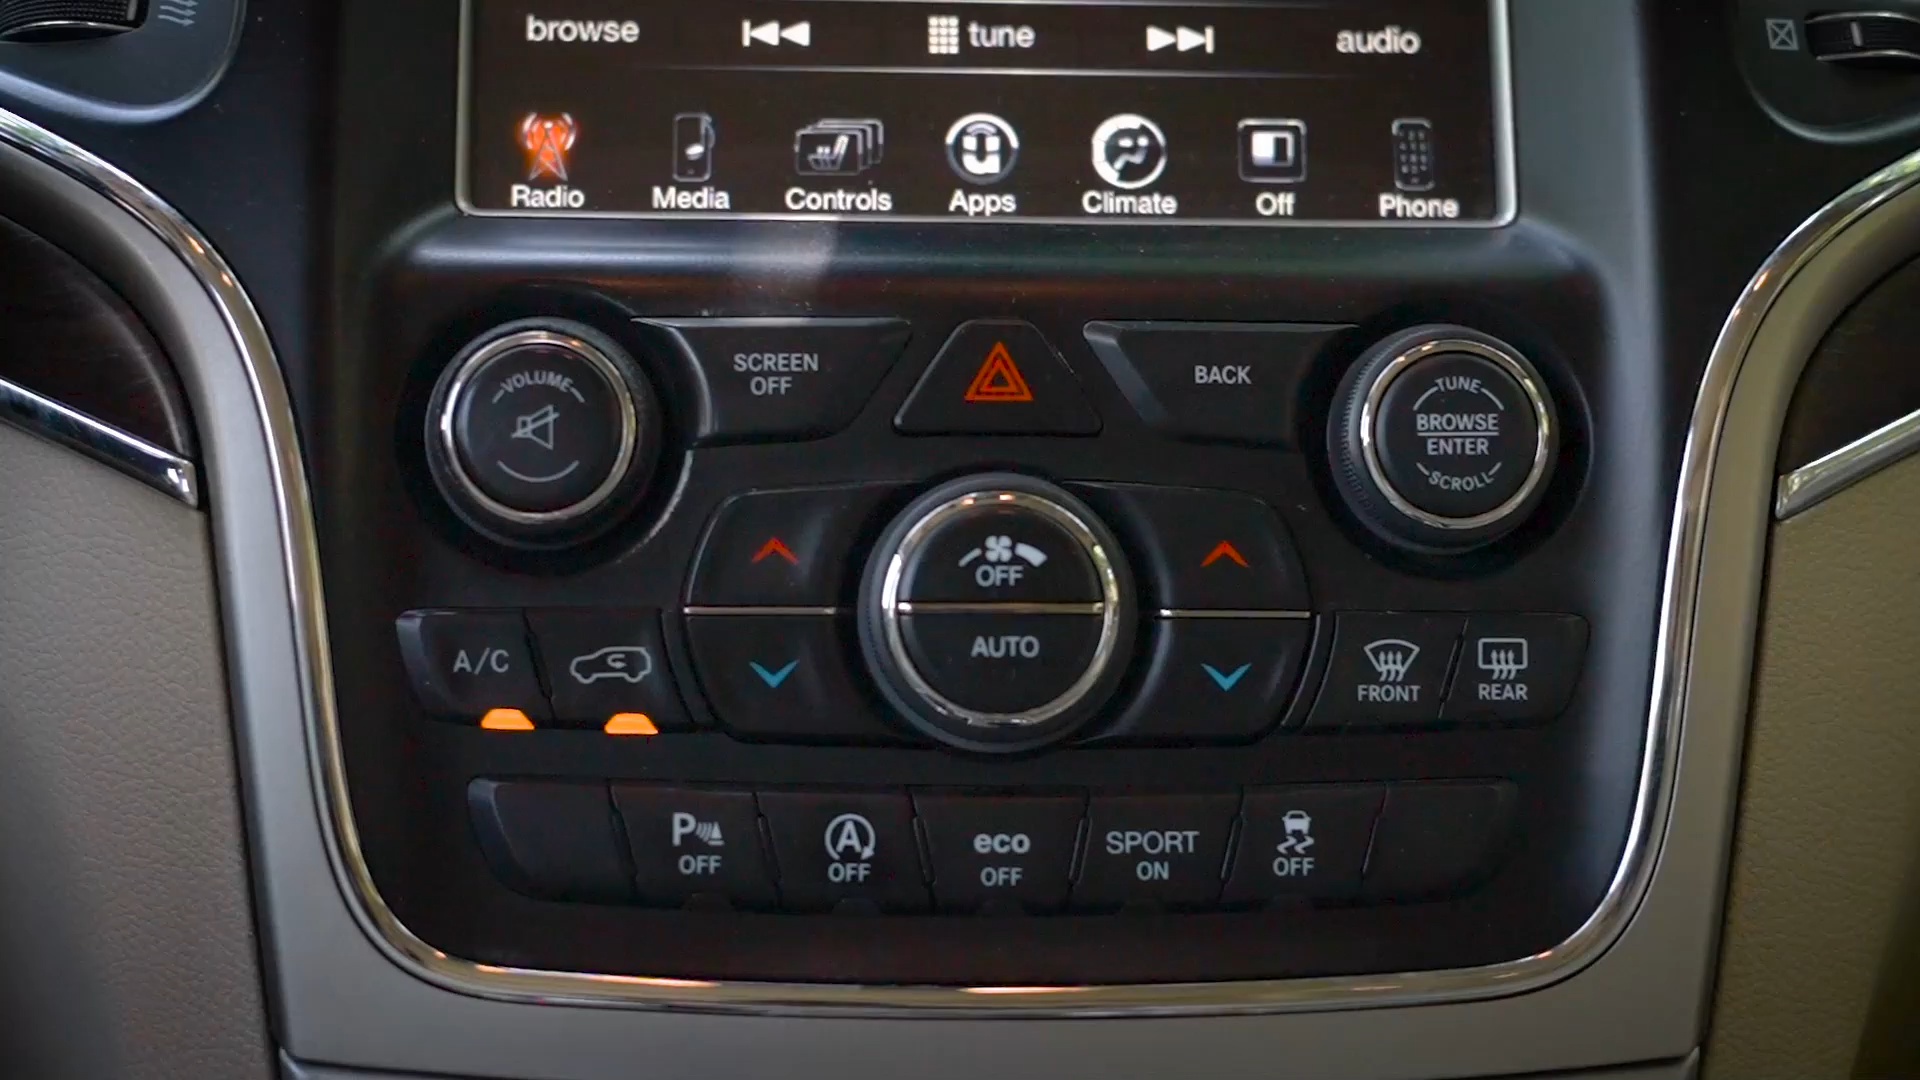 browse tune audio
Radio Media Controls Apps Climate Off Phone
VOLUME
SCREEN
OFF
BACK
TUNE
BROWSE
ENTER
SCROLL
OFF
AUTO
A/C
FRONT
REAR
P
OFF
A
OFF
eco
OFF
SPORT
ON
OFF